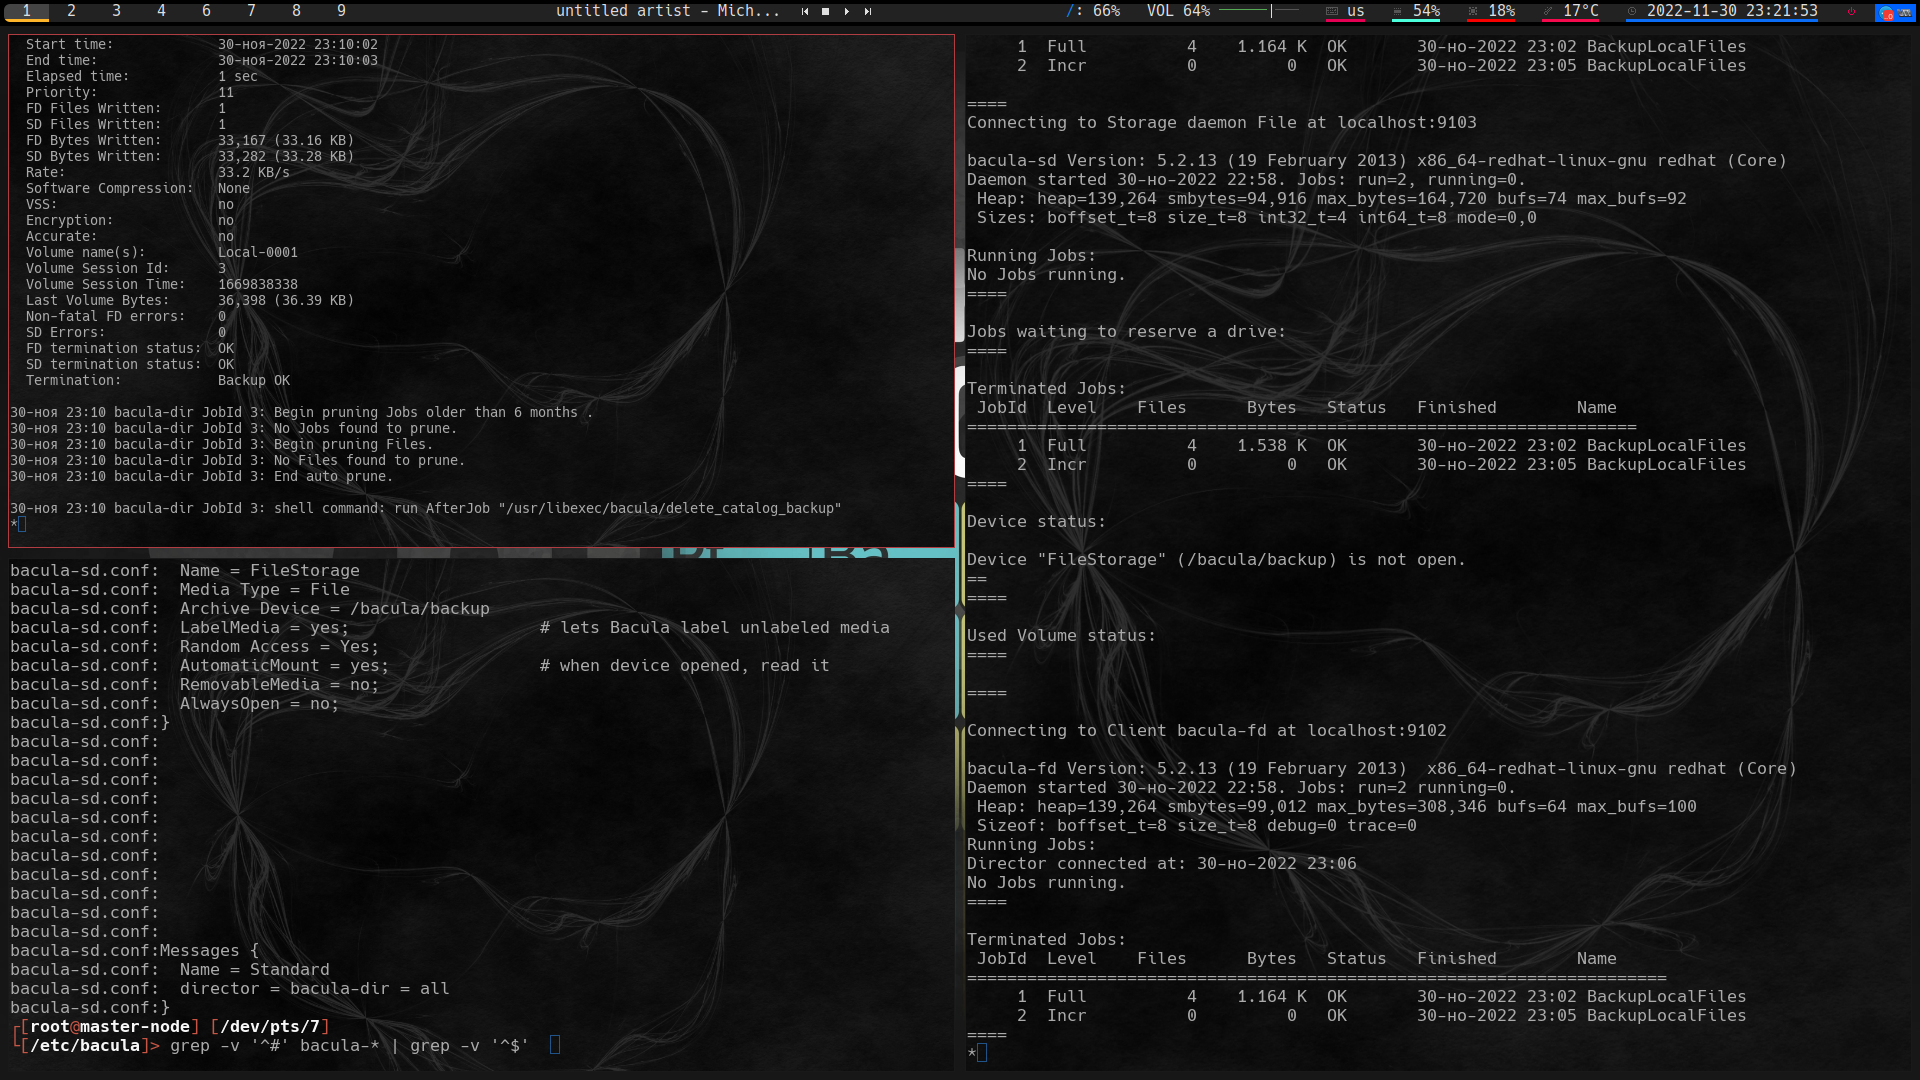 1 2 3 4 6 7 8 9 untitled artist - Mich... /: 66% VOL 64% us 54% 18% 17°C 2022-11-30 23:21:53
Start time: 30-ноя-2022 23:10:02
End time: 30-ноя-2022 23:10:03
Elapsed time: 1 sec
Priority: 11
FD Files Written: 1
SD Files Written: 1
FD Bytes Written: 33,167 (33.16 KB)
SD Bytes Written: 33,282 (33.28 KB)
Rate: 33.2 KB/s
Software Compression: None
VSS: no
Encryption: no
Accurate: no
Volume name(s): Local-0001
Volume Session Id: 3
Volume Session Time: 1669838338
Last Volume Bytes: 36,398 (36.39 KB)
Non-fatal FD errors: 0
SD Errors: 0
FD termination status: OK
SD termination status: OK
Termination: Backup OK
30-ноя 23:10 bacula-dir JobId 3: Begin pruning Jobs older than 6 months .
30-ноя 23:10 bacula-dir JobId 3: No Jobs found to prune.
30-ноя 23:10 bacula-dir JobId 3: Begin pruning Files.
30-ноя 23:10 bacula-dir JobId 3: No Files found to prune.
30-ноя 23:10 bacula-dir JobId 3: End auto prune.
30-ноя 23:10 bacula-dir JobId 3: shell command: run AfterJob "/usr/libexec/bacula/delete_catalog_backup"
*
bacula-sd.conf:  Name = FileStorage
bacula-sd.conf:  Media Type = File
bacula-sd.conf:  Archive Device = /bacula/backup
bacula-sd.conf:  LabelMedia = yes; # lets Bacula label unlabeled media
bacula-sd.conf:  Random Access = Yes;
bacula-sd.conf:  AutomaticMount = yes; # when device opened, read it
bacula-sd.conf:  RemovableMedia = no;
bacula-sd.conf:  AlwaysOpen = no;
bacula-sd.conf:}
bacula-sd.conf:
bacula-sd.conf:
bacula-sd.conf:
bacula-sd.conf:
bacula-sd.conf:
bacula-sd.conf:
bacula-sd.conf:
bacula-sd.conf:
bacula-sd.conf:
bacula-sd.conf:
bacula-sd.conf:
bacula-sd.conf:Messages {
bacula-sd.conf:  Name = Standard
bacula-sd.conf:  director = bacula-dir = all
bacula-sd.conf:}
┌[root@master-node] [/dev/pts/7]
└[/etc/bacula]> grep -v '^#' bacula-* | grep -v '^$'
1 Full 4 1.164 K OK 30-но-2022 23:02 BackupLocalFiles
2 Incr 0 0 OK 30-но-2022 23:05 BackupLocalFiles
====
Connecting to Storage daemon File at localhost:9103
bacula-sd Version: 5.2.13 (19 February 2013) x86_64-redhat-linux-gnu redhat (Core)
Daemon started 30-но-2022 22:58. Jobs: run=2, running=0.
Heap: heap=139,264 smbytes=94,916 max_bytes=164,720 bufs=74 max_bufs=92
Sizes: boffset_t=8 size_t=8 int32_t=4 int64_t=8 mode=0,0
Running Jobs:
No Jobs running.
====
Jobs waiting to reserve a drive:
====
Terminated Jobs:
JobId Level Files Bytes Status Finished Name
===================================================================
1 Full 4 1.538 K OK 30-но-2022 23:02 BackupLocalFiles
2 Incr 0 0 OK 30-но-2022 23:05 BackupLocalFiles
====
Device status:
Device "FileStorage" (/bacula/backup) is not open.
==
====
Used Volume status:
====
====
Connecting to Client bacula-fd at localhost:9102
bacula-fd Version: 5.2.13 (19 February 2013)  x86_64-redhat-linux-gnu redhat (Core)
Daemon started 30-но-2022 22:58. Jobs: run=2 running=0.
Heap: heap=139,264 smbytes=99,012 max_bytes=308,346 bufs=64 max_bufs=100
Sizeof: boffset_t=8 size_t=8 debug=0 trace=0
Running Jobs:
Director connected at: 30-но-2022 23:06
No Jobs running.
====
Terminated Jobs:
JobId Level Files Bytes Status Finished Name
======================================================================
1 Full 4 1.164 K OK 30-но-2022 23:02 BackupLocalFiles
2 Incr 0 0 OK 30-но-2022 23:05 BackupLocalFiles
====
*